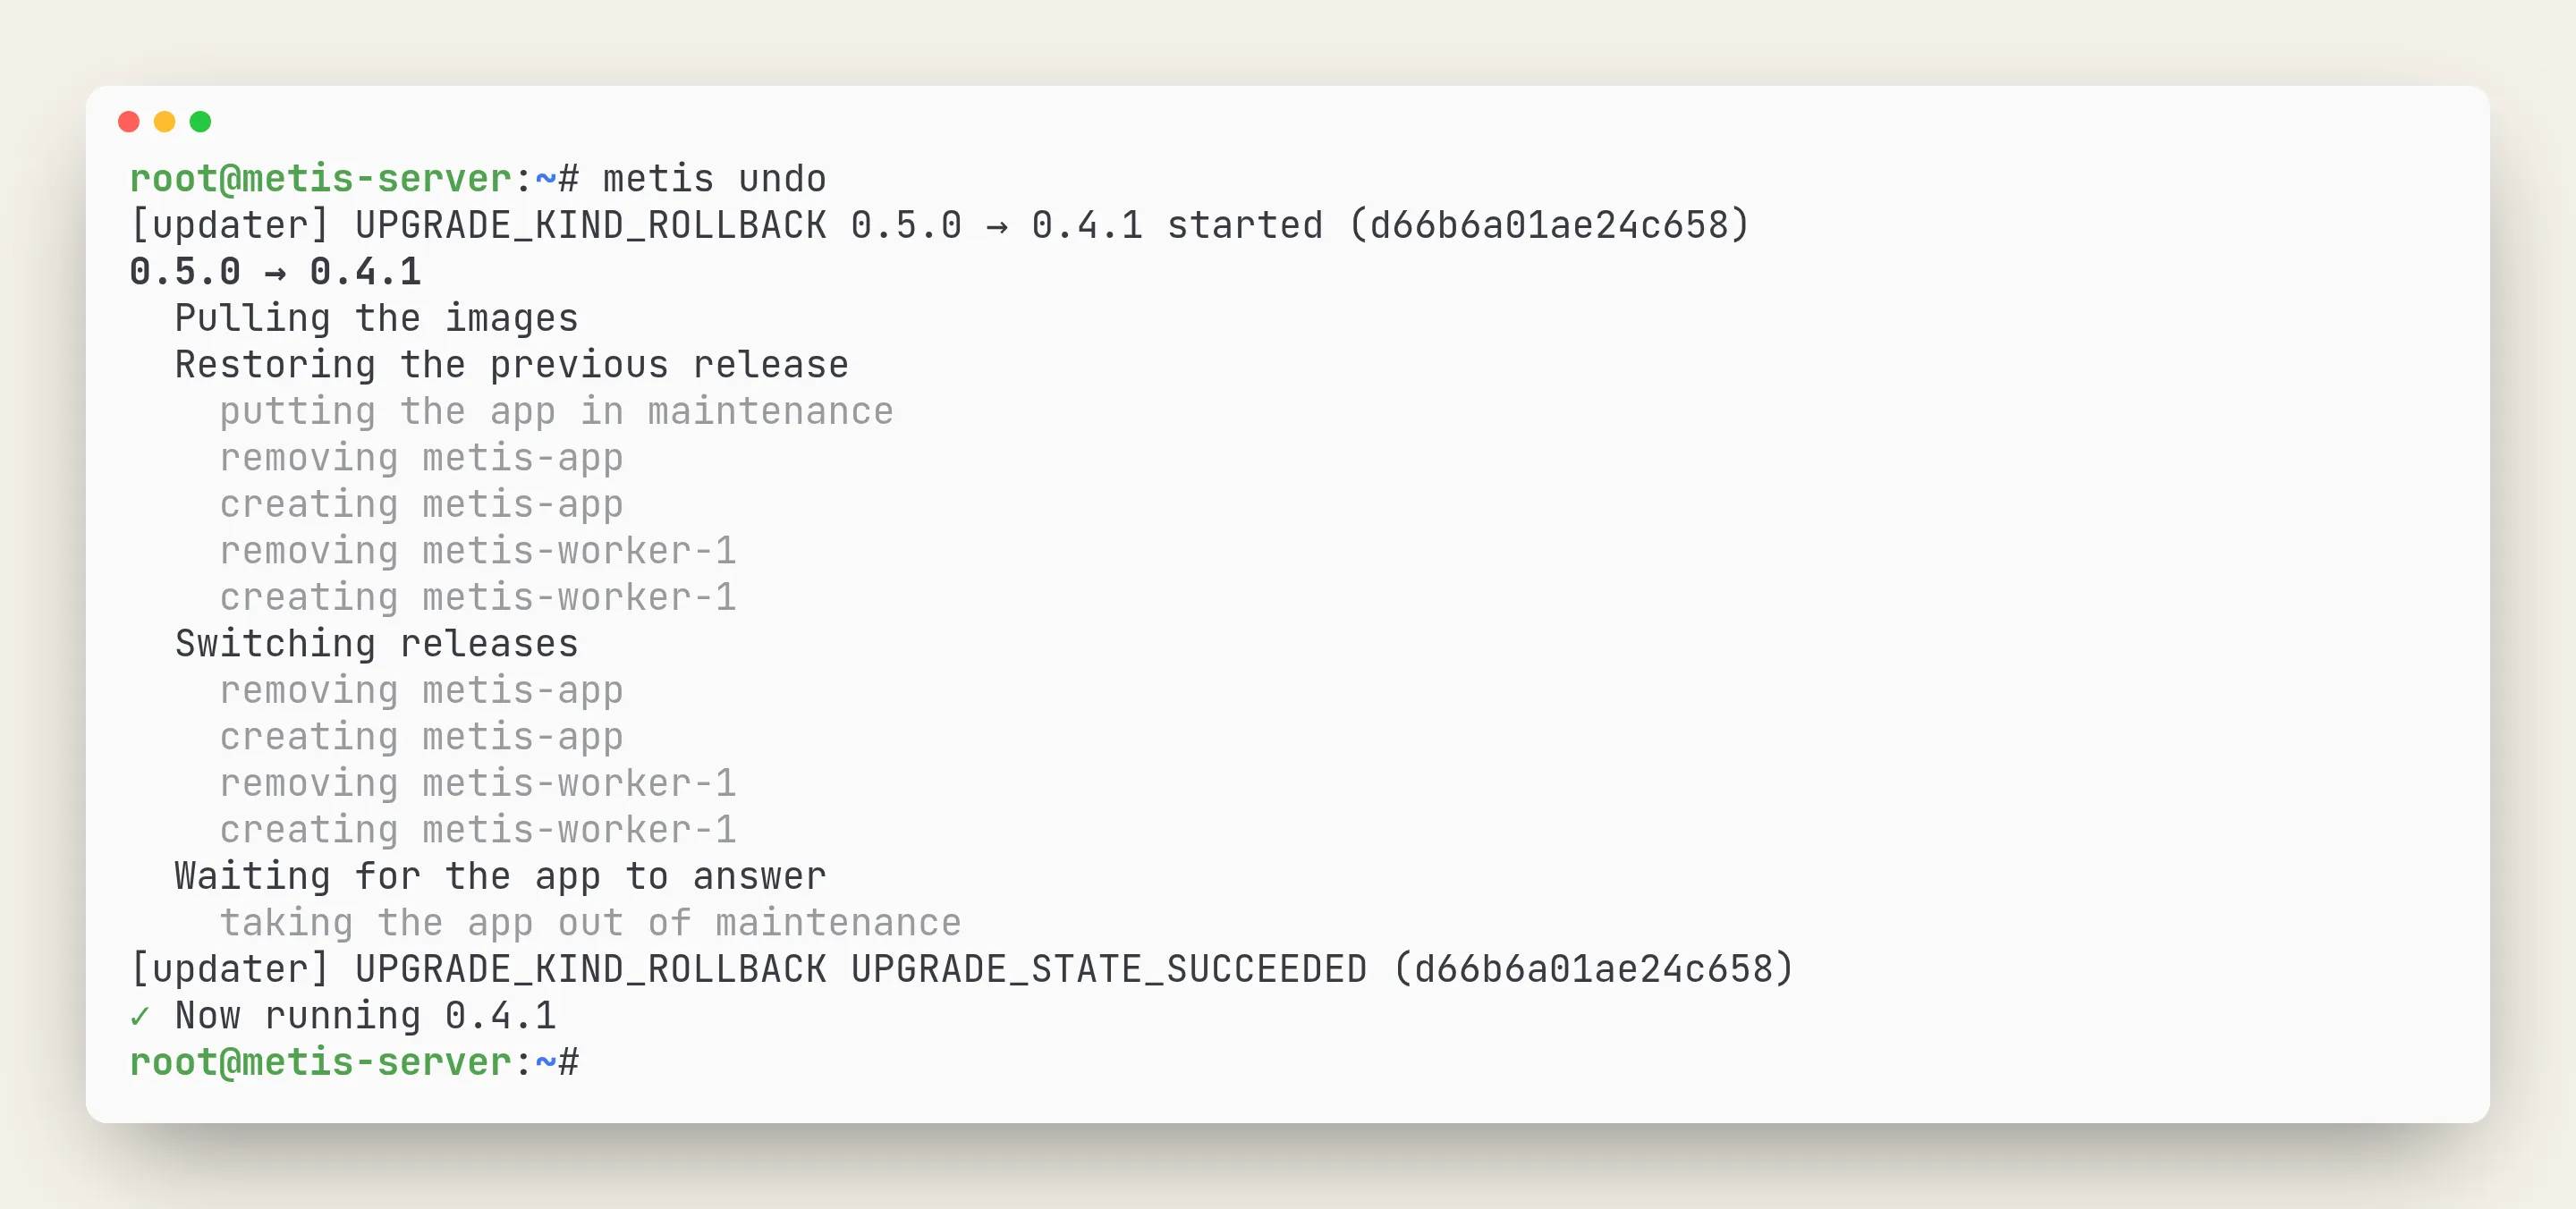 root@metis-server:~# metis undo
[updater] UPGRADE_KIND_ROLLBACK 0.5.0 → 0.4.1 started (d66b6a01ae24c658)
0.5.0 → 0.4.1
  Pulling the images
  Restoring the previous release
    putting the app in maintenance
    removing metis-app
    creating metis-app
    removing metis-worker-1
    creating metis-worker-1
  Switching releases
    removing metis-app
    creating metis-app
    removing metis-worker-1
    creating metis-worker-1
  Waiting for the app to answer
    taking the app out of maintenance
[updater] UPGRADE_KIND_ROLLBACK UPGRADE_STATE_SUCCEEDED (d66b6a01ae24c658)
✓ Now running 0.4.1
root@metis-server:~#